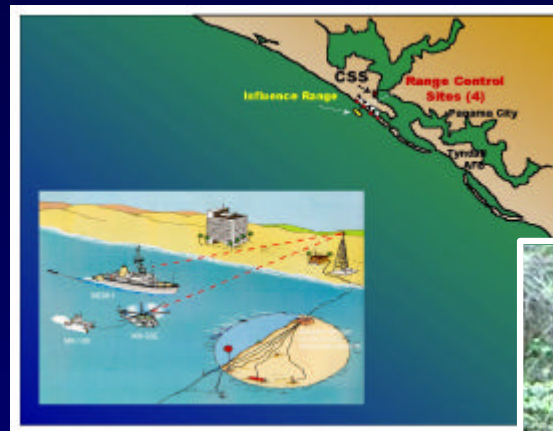 CSS
Range Control
Sites (4)
Influence Range
Panama City
Tyndall
AFB